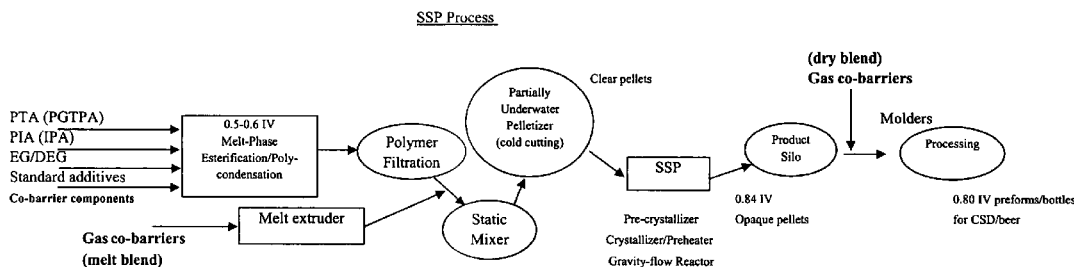 SSP Process
PTA (PGTPA)
PIA (IPA)
EG/DEG
Standard additives
Co-barrier components
0.5-0.6 IV
Melt-Phase
Esterification/Poly-
condensation
Gas co-barriers
(melt blend)
Melt extruder
Polymer
Filtration
Static
Mixer
Partially
Underwater
Pelletizer
(cold cutting)
Clear pellets
SSP
Pre-crystallizer
Crystallizer/Preheater
Gravity-flow Reactor
Product
Silo
0.84 IV
Opaque pellets
(dry blend)
Gas co-barriers
Molders
Processing
0.80 IV preforms/bottles
for CSD/beer